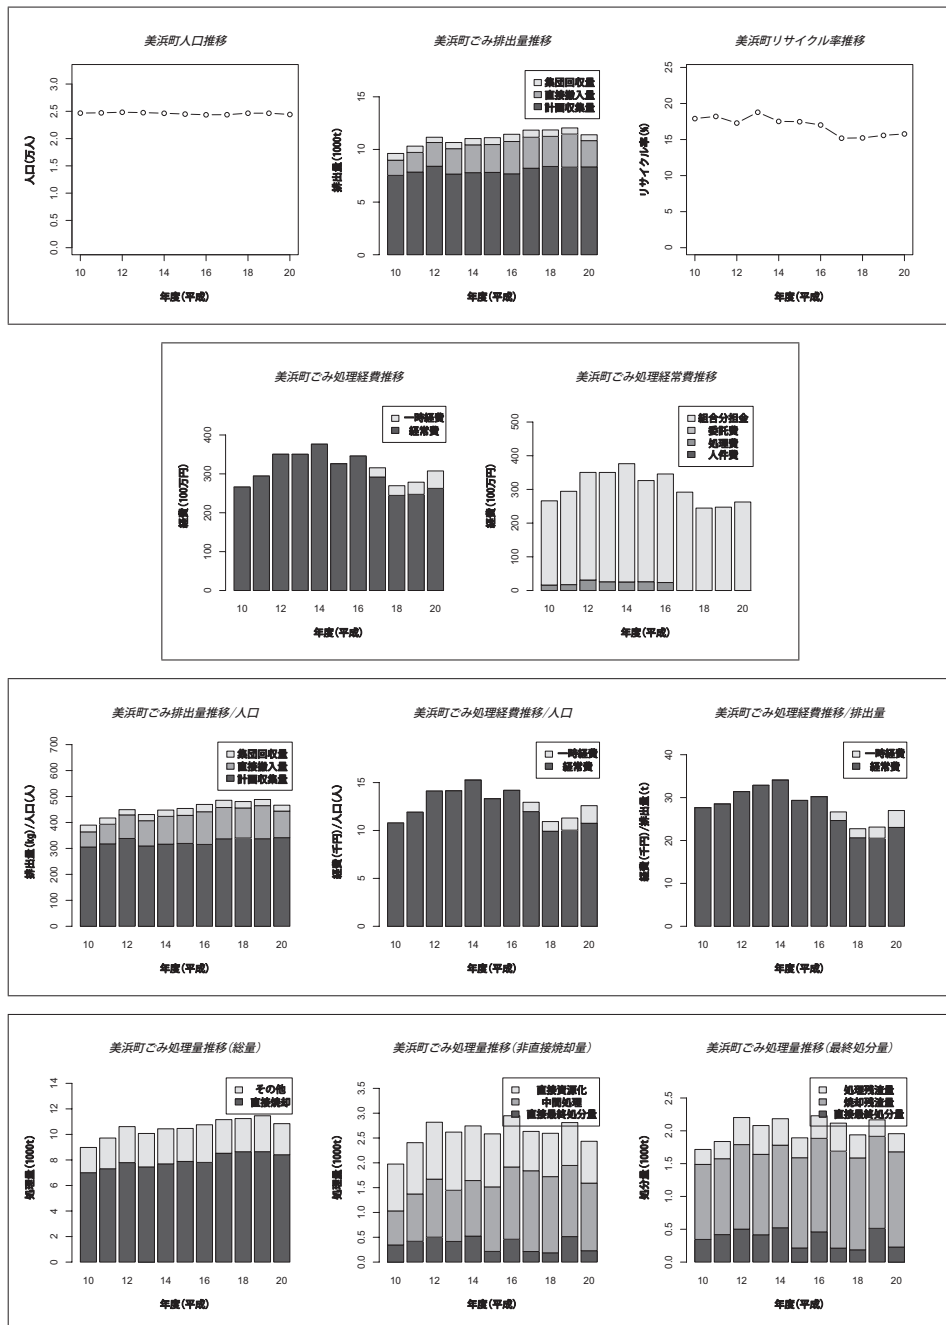 美浜町人口推移
人口(万人)
3.0
2.5
2.0
1.5
1.0
0.5
0.0
10 12 14 16 18 20
年度(平成)
美浜町ごみ排出量推移
集団回収量
直接搬入量
計画収集量
排出量(1000t)
15
10
5
0
10 12 14 16 18 20
年度(平成)
美浜町リサイクル率推移
リサイクル率(%)
25
20
15
10
5
0
10 12 14 16 18 20
年度(平成)
美浜町ごみ処理経費推移
一時経費
経常費
経費(100万円)
400
300
200
100
0
10 12 14 16 18 20
年度(平成)
美浜町ごみ処理経常費推移
組合分担金
委託費
処理費
人件費
経費(100万円)
500
400
300
200
100
0
10 12 14 16 18 20
年度(平成)
美浜町ごみ排出量推移/人口
集団回収量
直接搬入量
計画収集量
排出量(kg)/人口(人)
700
600
500
400
300
200
100
0
10 12 14 16 18 20
年度(平成)
美浜町ごみ処理経費推移/人口
一時経費
経常費
経費(千円)/人口(人)
15
10
5
0
10 12 14 16 18 20
年度(平成)
美浜町ごみ処理経費推移/排出量
一時経費
経常費
経費(千円)/排出量(t)
40
30
20
10
0
10 12 14 16 18 20
年度(平成)
美浜町ごみ処理量推移(総量)
その他
直接焼却
処理量(1000t)
14
12
10
8
6
4
2
0
10 12 14 16 18 20
年度(平成)
美浜町ごみ処理量推移(非直接焼却量)
直接資源化
中間処理
直接最終処分量
処理量(1000t)
3.5
3.0
2.5
2.0
1.5
1.0
0.5
0.0
10 12 14 16 18 20
年度(平成)
美浜町ごみ処理量推移(最終処分量)
処理残渣量
焼却残渣量
直接最終処分量
処分量(1000t)
2.5
2.0
1.5
1.0
0.5
0.0
10 12 14 16 18 20
年度(平成)